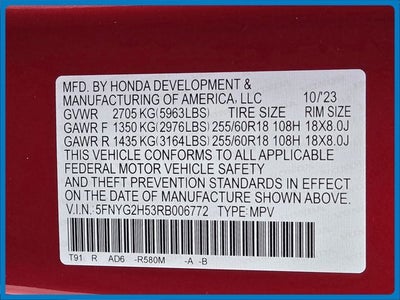 MFD. BY HONDA DEVELOPMENT &
MANUFACTURING OF AMERICA, LLC 10/'23
GVWR 2705 KG(5963LBS) TIRE SIZE RIM SIZE
GAWR F 1350 KG(2976LBS) 255/60R18 108H 18X8.0J
GAWR R 1435 KG(3164LBS) 255/60R18 108H 18X8.0J
THIS VEHICLE CONFORMS TO ALL APPLICABLE
FEDERAL MOTOR VEHICLE SAFETY
AND THEFT PREVENTION STANDARDS IN EFFECT
ON THE DATE OF MANUFACTURE SHOWN ABOVE.
V.I.N.: 5FNYG2H53RB006772 TYPE: MPV
T91 R AD6 -R580M -A -B